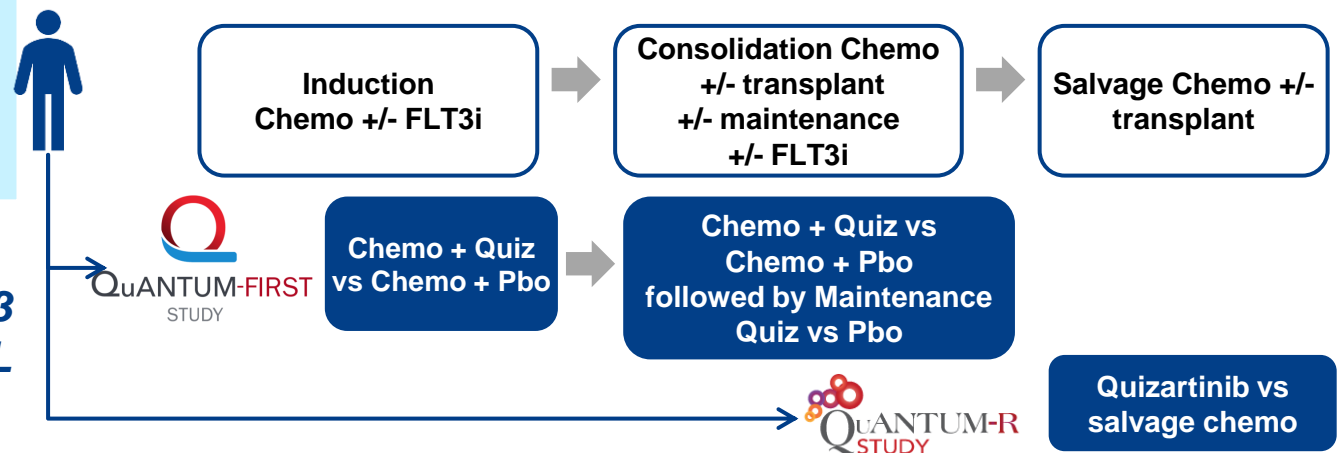 Induction
Chemo +/- FLT3i
Consolidation Chemo
+/- transplant
+/- maintenance
+/- FLT3i
Salvage Chemo +/-
transplant
QuANTUM-FIRST
STUDY
Chemo + Quiz
vs Chemo + Pbo
Chemo + Quiz vs
Chemo + Pbo
followed by Maintenance
Quiz vs Pbo
3
QuANTUM-R
STUDY
Quizartinib vs
salvage chemo